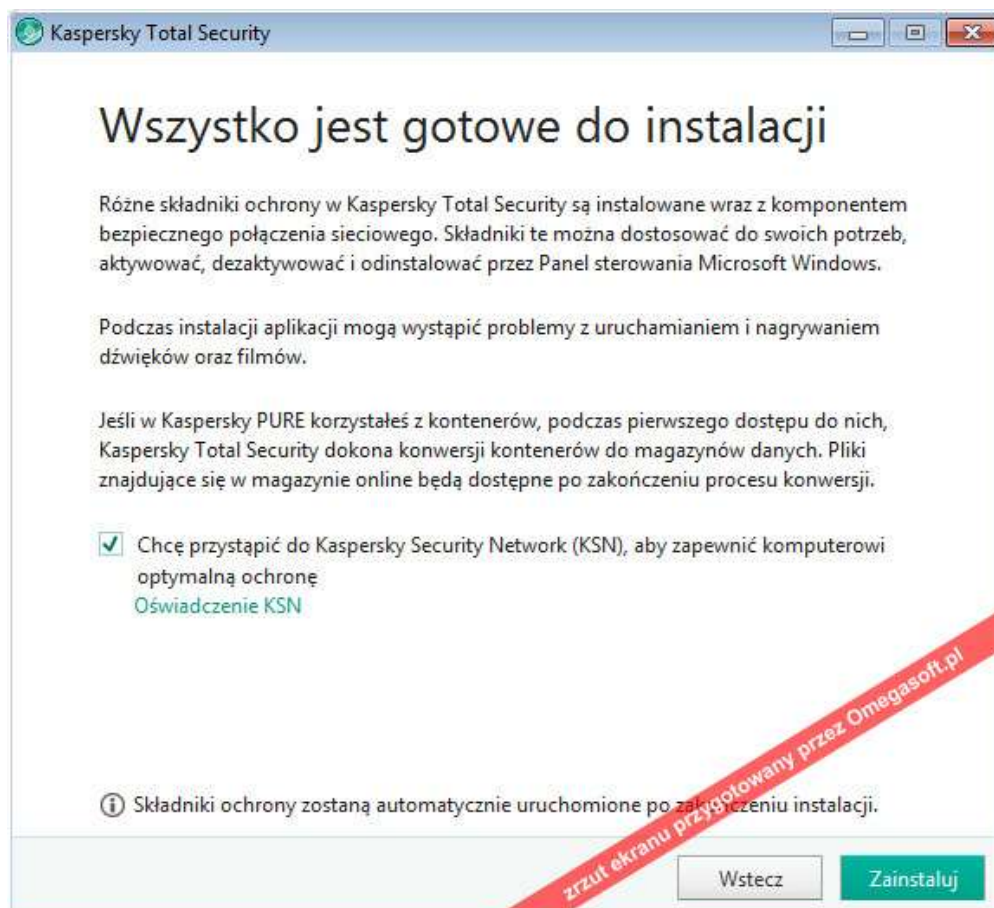 Kaspersky Total Security
Wszystko jest gotowe do instalacji
Różne składniki ochrony w Kaspersky Total Security są instalowane wraz z komponentem
bezpiecznego połączenia sieciowego. Składniki te można dostosować do swoich potrzeb,
aktywować, dezaktywować i odinstalować przez Panel sterowania Microsoft Windows.
Podczas instalacji aplikacji mogą wystąpić problemy z uruchamianiem i nagrywaniem
dźwięków oraz filmów.
Jeśli w Kaspersky PURE korzystałeś z kontenerów, podczas pierwszego dostępu do nich,
Kaspersky Total Security dokona konwersji kontenerów do magazynów danych. Pliki
znajdujące się w magazynie online będą dostępne po zakończeniu procesu konwersji.
Chcę przystąpić do Kaspersky Security Network (KSN), aby zapewnić komputerowi
optymalną ochronę
Oświadczenie KSN
Składniki ochrony zostaną automatycznie uruchomione po zakończeniu instalacji.
zrzut ekranu przygotowany przez Omegasoft.pl
Wstecz
Zainstaluj